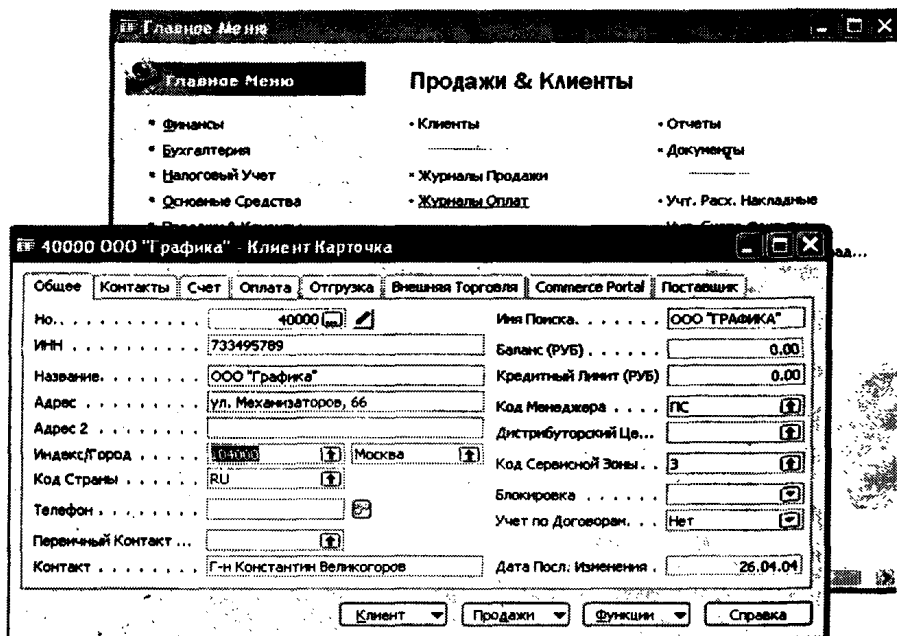 Главное Меню
Главное Меню
Продажи & Клиенты
Финансы
Бухгалтерия
Налоговый Учет
Основные Средства
Клиенты
Журналы Продажи
Журналы Оплат
Отчеты
Документы
Учт. Расх. Накладные
40000 ООО "Графика" - Клиент Карточка
Общее Контакты Счет Оплата Отгрузка Внешняя Торговля Commerce Portal Поставщик
Но. 40000
ИНН 733495789
Название. ООО "Графика"
Адрес ул. Механизаторов, 66
Адрес 2
Индекс/Город Москва
Код Страны RU
Телефон
Первичный Контакт ...
Контакт Г-н Константин Великогоров
Имя Поиска. ООО "ГРАФИКА"
Баланс (РУБ) 0.00
Кредитный Лимит (РУБ) 0.00
Код Менеджера ПС
Дистрибуторский Це...
Код Сервисной Зоны. 3
Блокировка
Учет по Договорам. Нет
Дата Посл. Изменения . 26.04.04
Клиент Продажи Функции Справка